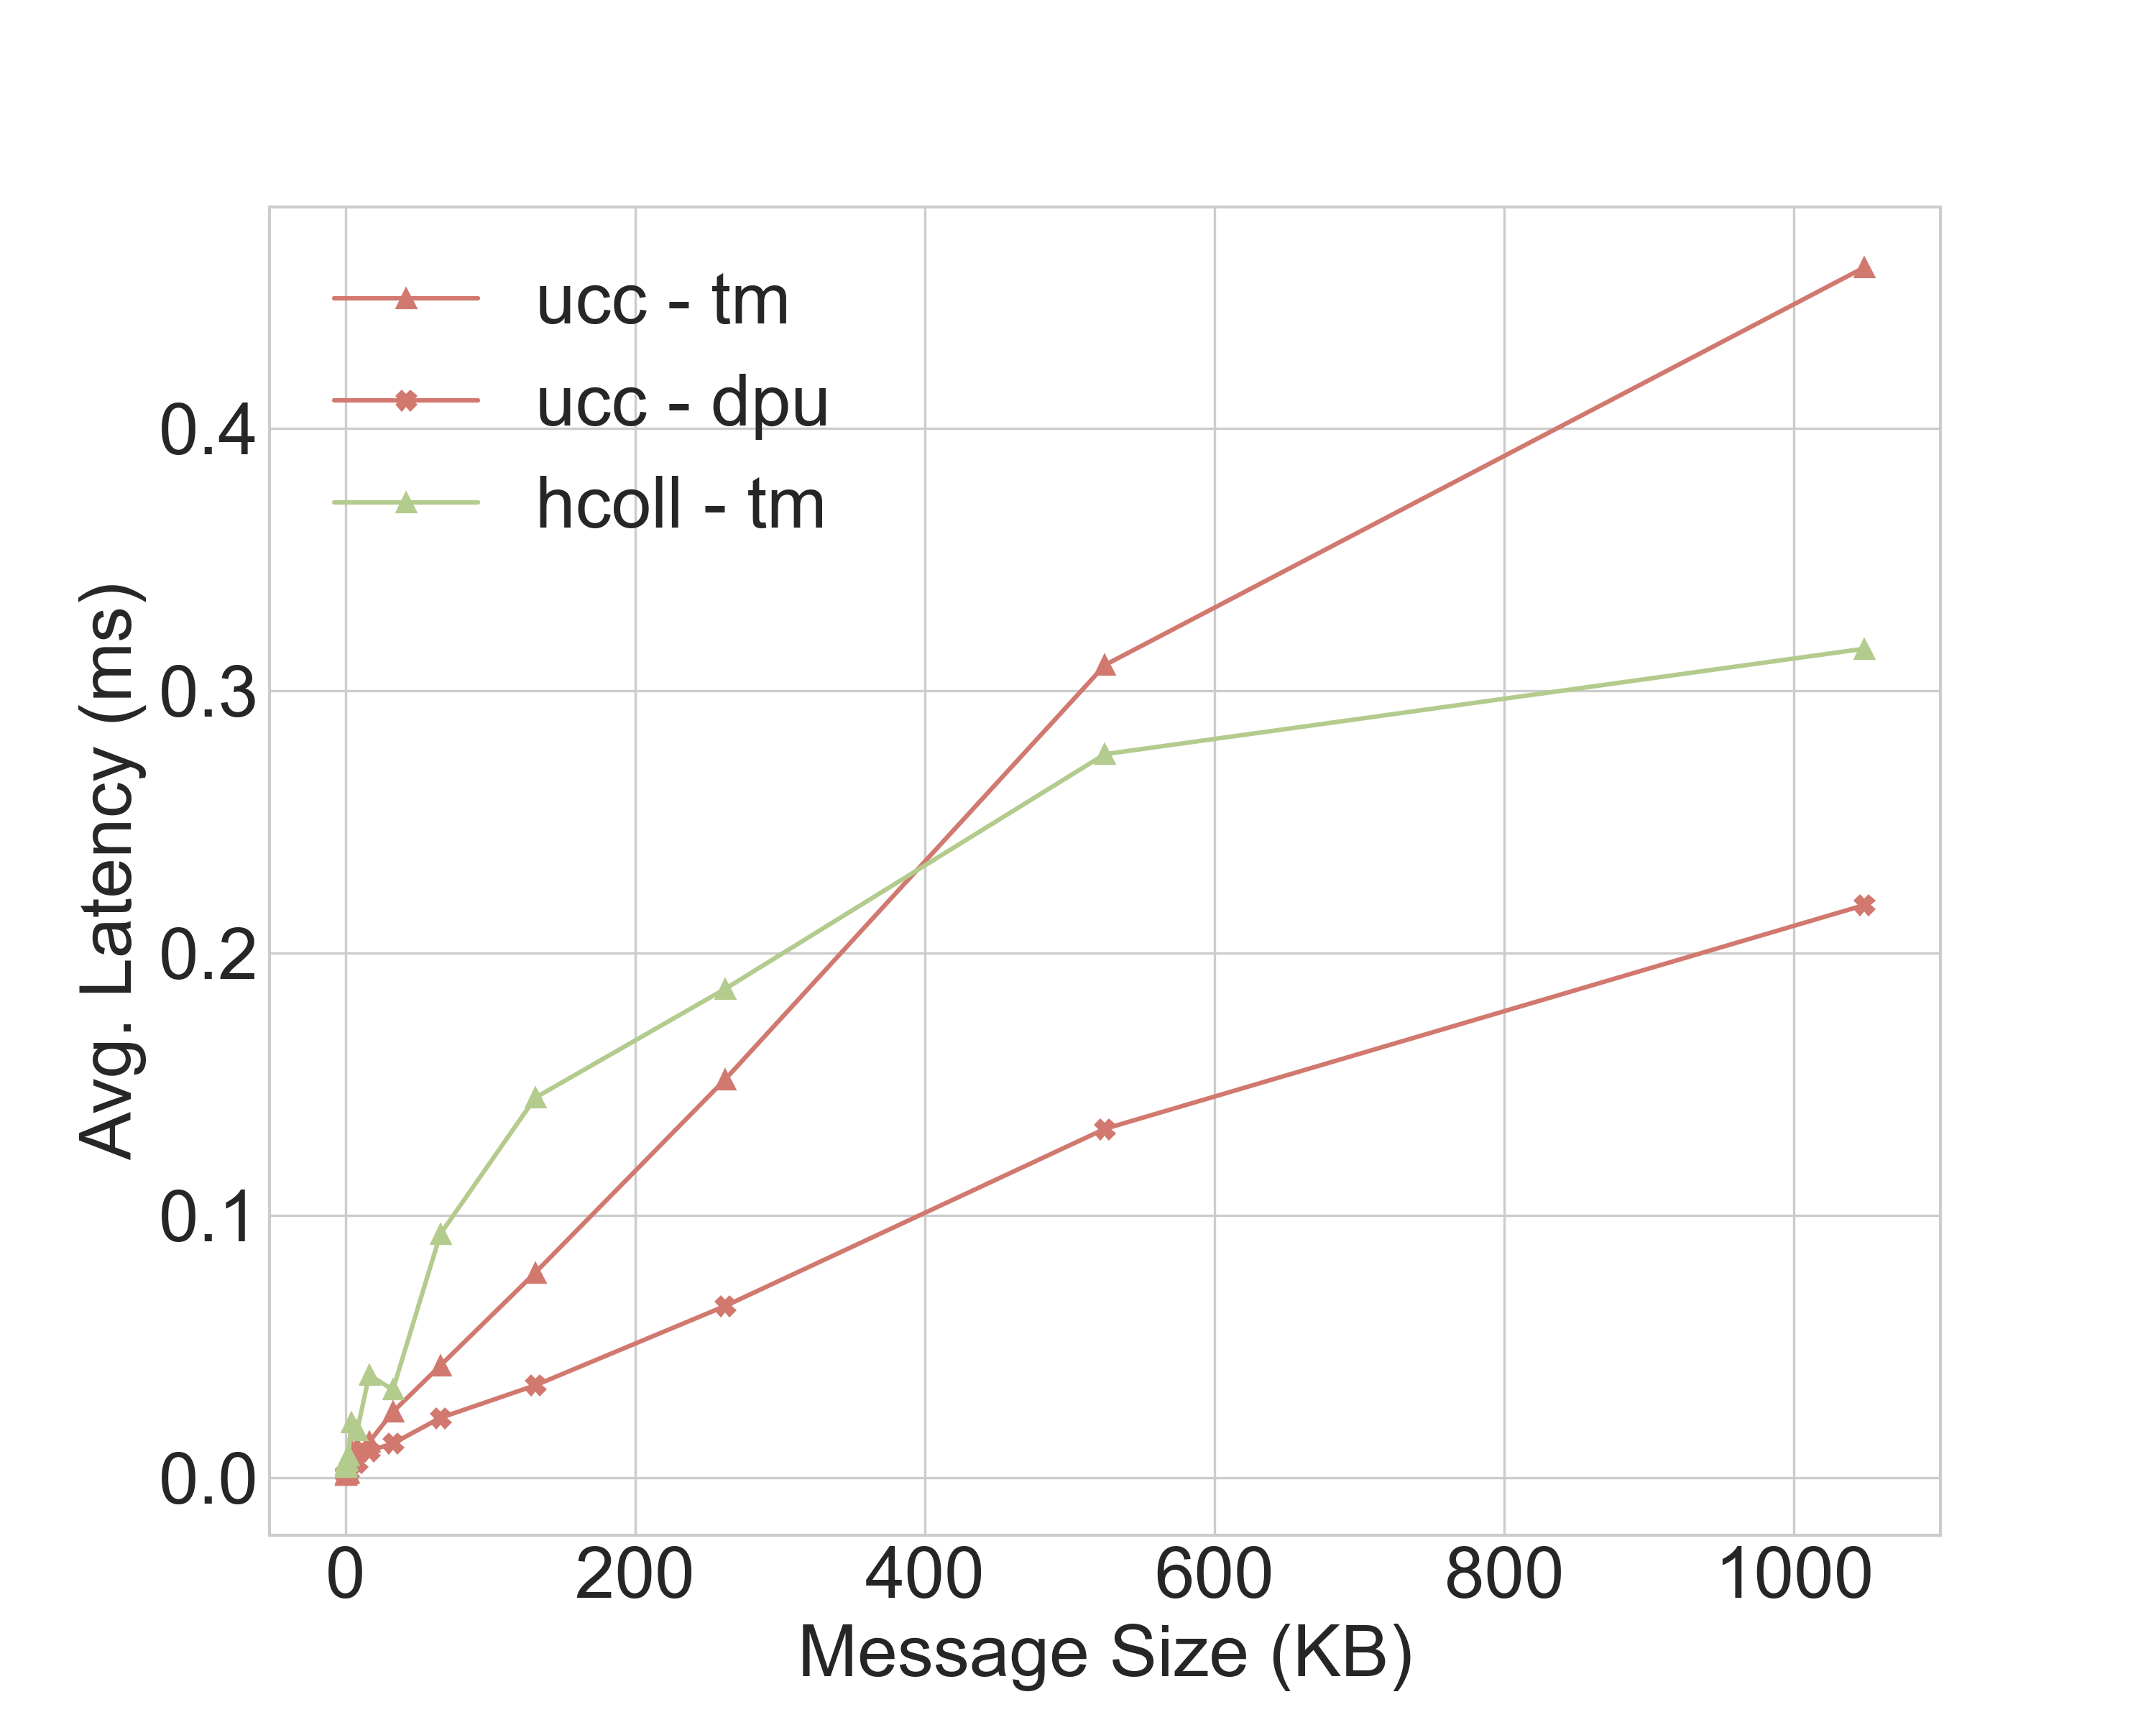 ucc - tm
ucc - dpu
hcoll - tm
Avg. Latency (ms)
0.4
0.3
0.2
0.1
0.0
0 200 400 600 800 1000
Message Size (KB)